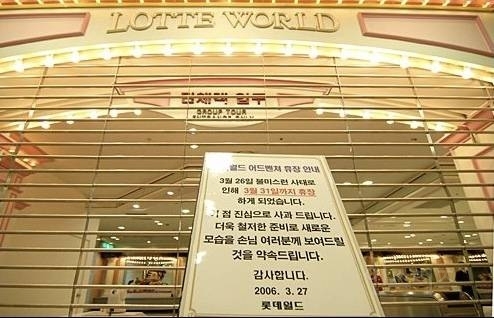 LOTTE WORLD
단체객 입구
GROUP TOUR
월드 어드벤쳐 휴장 안내
3월 26일 불미스런 사태로
인해 3월 31일까지 휴장
하게 되었습니다.
점 진심으로 사과 드립니다.
더욱 철저한 준비로 새로운
모습을 손님 여러분께 보여드릴
것을 약속드립니다.
감사합니다.
2006. 3. 27
롯데월드